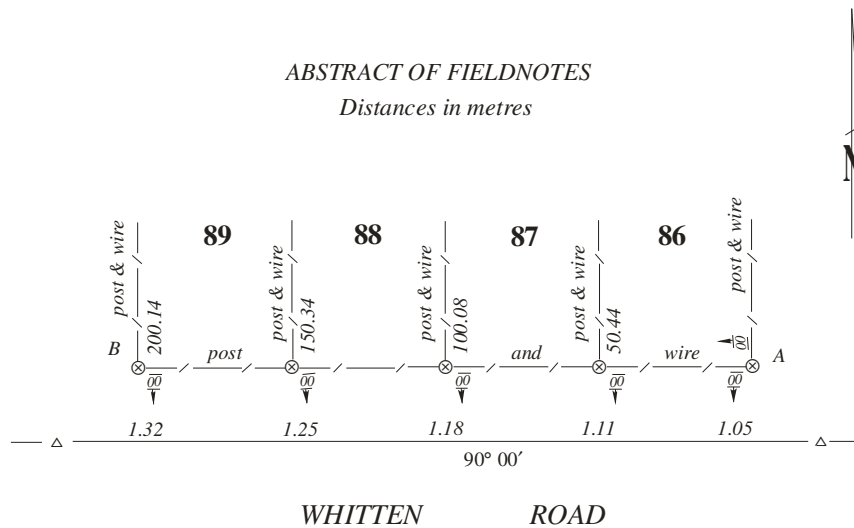 ABSTRACT OF FIELDNOTES
Distances in metres
N
89 88 87 86
post & wire post & wire post & wire post & wire post & wire
200.14 150.34 100.08 50.44
B post and wire A
00
00 00 00 00 00
1.32 1.25 1.18 1.11 1.05
90° 00′
WHITTEN ROAD